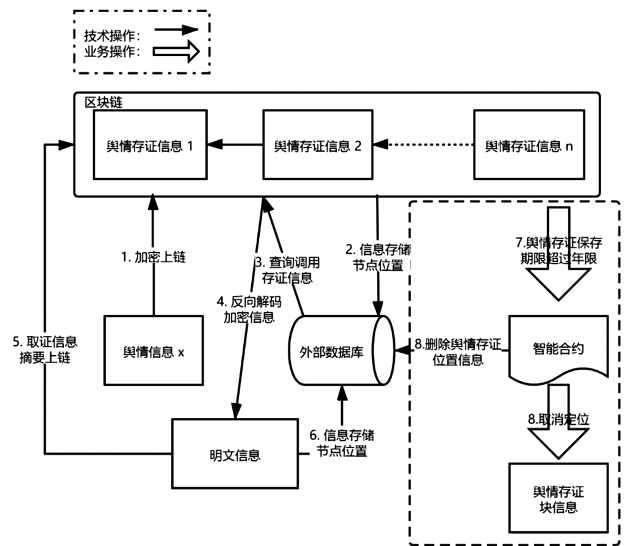 技术操作:
业务操作:
区块链
舆情存证信息 1
舆情存证信息 2
舆情存证信息 n
1. 加密上链
2. 信息存储
节点位置
3. 查询调用
存证信息
4. 反向解码
加密信息
5. 取证信息
摘要上链
舆情信息 x
外部数据库
7.舆情存证保存
期限超过年限
8.删除舆情存证
位置信息
智能合约
6. 信息存储
节点位置
明文信息
8.取消定位
舆情存证
块信息